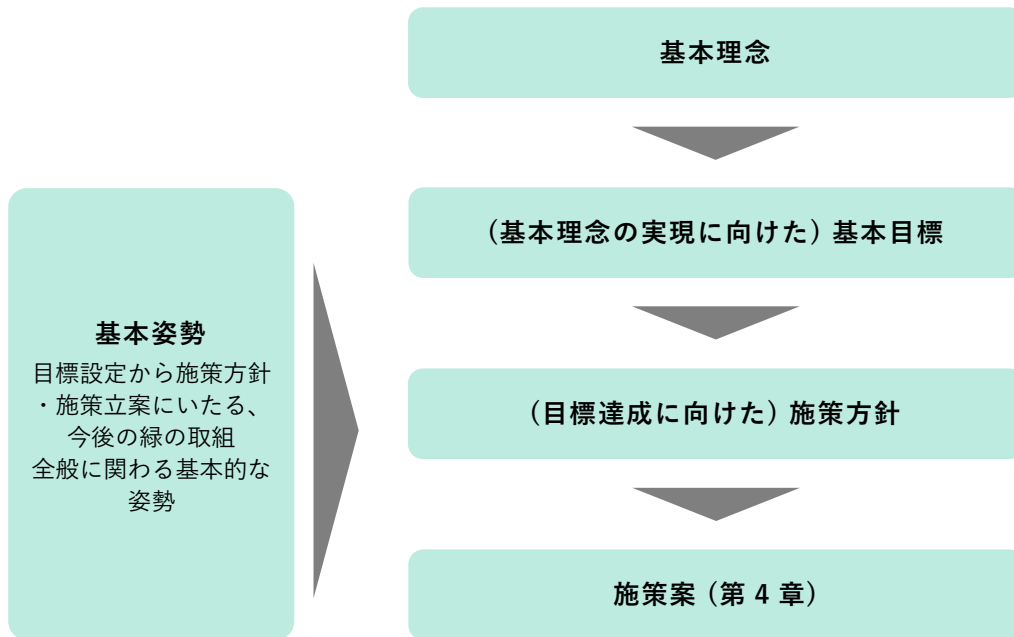 基本理念
(基本理念の実現に向けた) 基本目標
基本姿勢
目標設定から施策方針
・施策立案にいたる、
今後の緑の取組
全般に関わる基本的な
姿勢
(目標達成に向けた) 施策方針
施策案 (第 4 章)